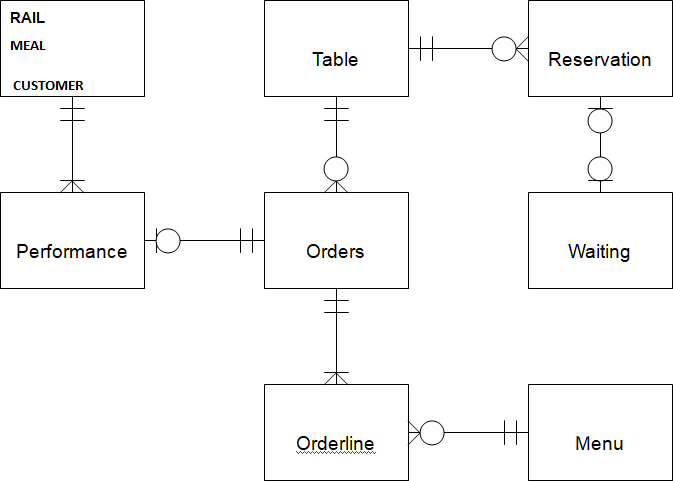 RAIL
MEAL
CUSTOMER
Table
Reservation
Performance
Orders
Waiting
Orderline
Menu